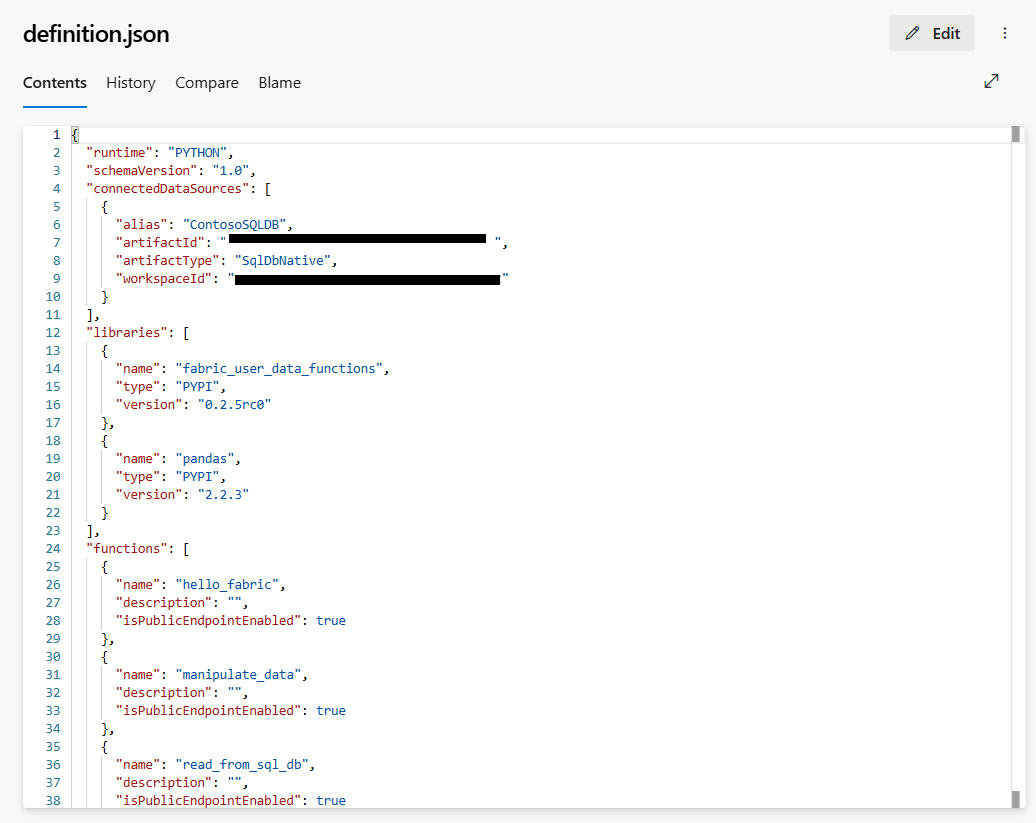 definition.json
Edit
Contents History Compare Blame
1 {
2 "runtime": "PYTHON",
3 "schemaVersion": "1.0",
4 "connectedDataSources": [
5 {
6 "alias": "ContosoSQLDB",
7 "artifactId": " ",
8 "artifactType": "SqlDbNative",
9 "workspaceId": " "
10 }
11 ],
12 "libraries": [
13 {
14 "name": "fabric_user_data_functions",
15 "type": "PYPI",
16 "version": "0.2.5rc0"
17 },
18 {
19 "name": "pandas",
20 "type": "PYPI",
21 "version": "2.2.3"
22 }
23 ],
24 "functions": [
25 {
26 "name": "hello_fabric",
27 "description": "",
28 "isPublicEndpointEnabled": true
29 },
30 {
31 "name": "manipulate_data",
32 "description": "",
33 "isPublicEndpointEnabled": true
34 },
35 {
36 "name": "read_from_sql_db",
37 "description": "",
38 "isPublicEndpointEnabled": true